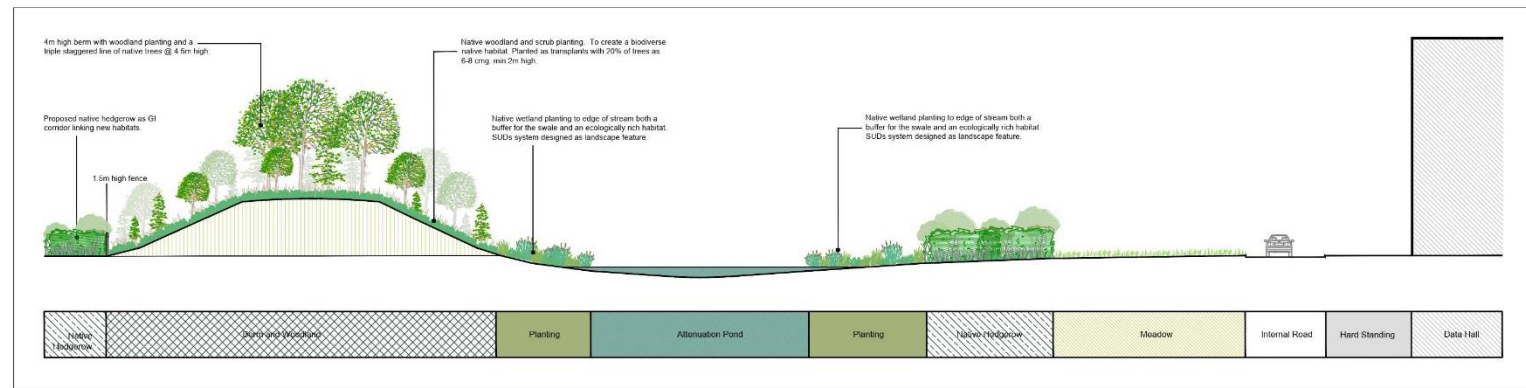 4m high berm with woodland planting and a
triple staggered line of native trees @ 4.5m high.
Native woodland and scrub planting. To create a biodiverse
native habitat. Planted as transplants with 20% of trees as
6-8 cmg. min 2m high.
Proposed native hedgerow as GI
corridor linking new habitats.
1.5m high fence
Native wetland planting to edge of stream both a
buffer for the swale and an ecologically rich habitat.
SUDs system designed as landscape feature.
Native wetland planting to edge of stream both a
buffer for the swale and an ecologically rich habitat
SUDs system designed as landscape feature.
Native
Hedgerow
Berm and Woodland
Planting
Attenuation Pond
Planting
Native Hedgerow
Meadow
Internal Road
Hard Standing
Data Hall